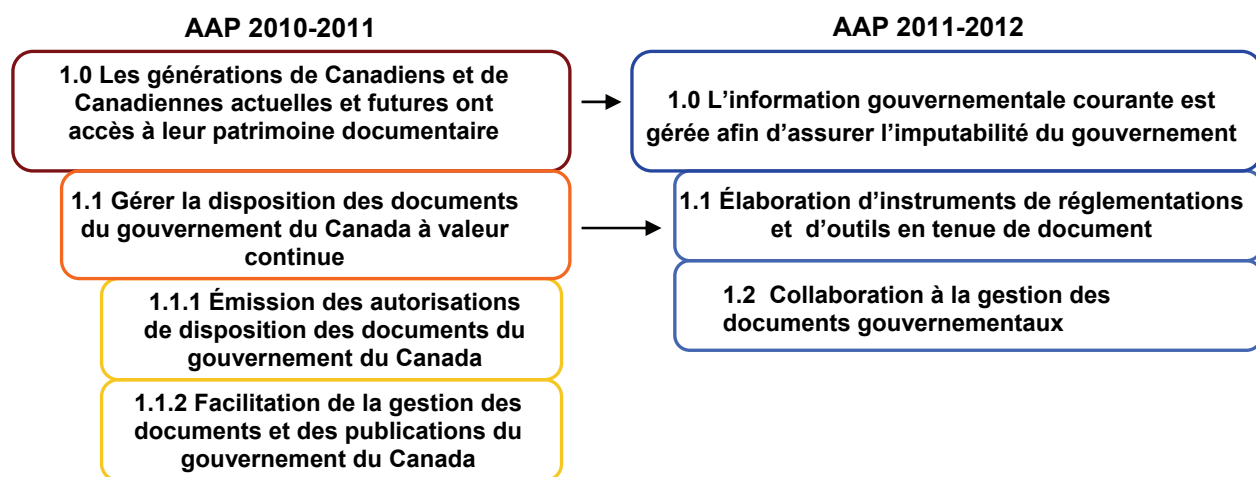 AAP 2010-2011
1.0 Les générations de Canadiens et de
Canadiennes actuelles et futures ont
accès à leur patrimoine documentaire
1.1 Gérer la disposition des documents
du gouvernement du Canada à valeur
continue
1.1.1 Émission des autorisations
de disposition des documents du
gouvernement du Canada
1.1.2 Facilitation de la gestion des
documents et des publications du
gouvernement du Canada
AAP 2011-2012
1.0 L’information gouvernementale courante est
gérée afin d’assurer l’imputabilité du gouvernement
1.1 Élaboration d’instruments de réglementations
et d’outils en tenue de document
1.2 Collaboration à la gestion des
documents gouvernementaux